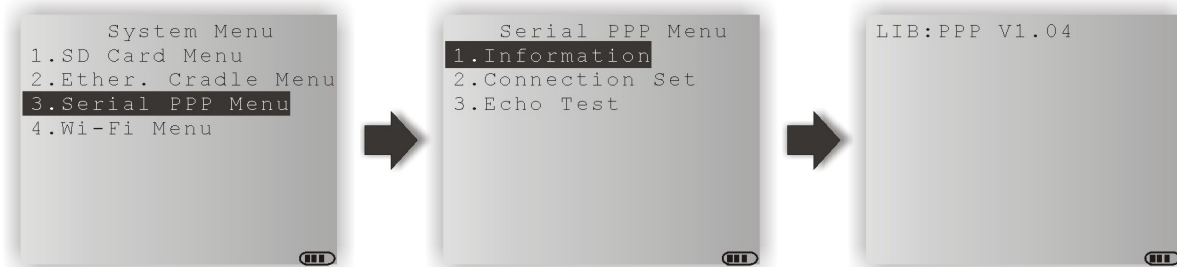 System Menu
1.SD Card Menu
2.Ether. Cradle Menu
3.Serial PPP Menu
4.Wi-Fi Menu
Serial PPP Menu
1.Information
2.Connection Set
3.Echo Test
LIB:PPP V1.04